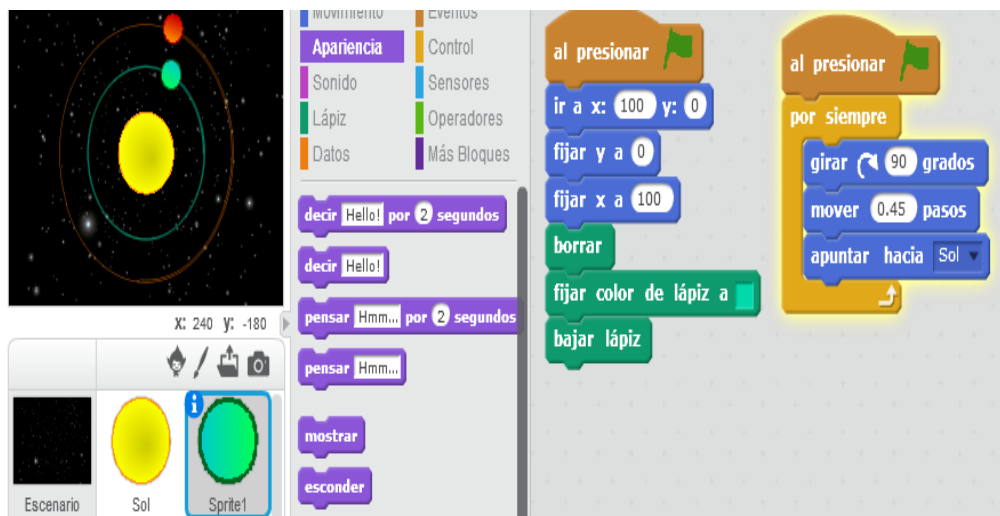 X: 240 y: -180
Escenario
Sol
Sprite1
Movimiento
Eventos
Apariencia
Control
Sonido
Sensores
Lápiz
Operadores
Datos
Más Bloques
decir Hello! por 2 segundos
decir Hello!
pensar Hmm... por 2 segundos
pensar Hmm...
mostrar
esconder
al presionar
ir a x: 100 y: 0
fijar y a 0
fijar x a 100
borrar
fijar color de lápiz a
bajar lápiz
al presionar
por siempre
girar 90 grados
mover 0.45 pasos
apuntar hacia Sol